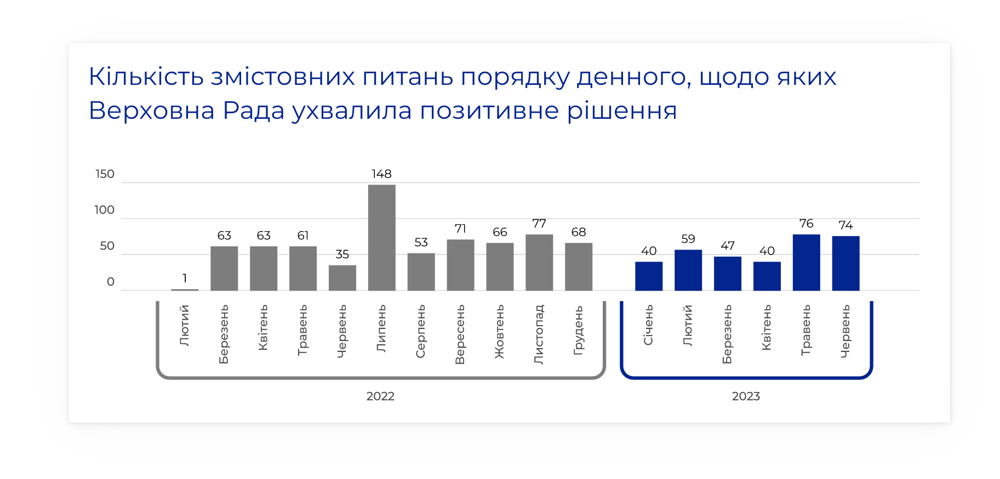 Кількість змістовних питань порядку денного, щодо яких
Верховна Рада ухвалила позитивне рішення
150
100
50
0
1
63
63
61
35
148
53
71
66
77
68
40
59
47
40
76
74
Лютий
Березень
Квітень
Травень
Червень
Липень
Серпень
Вересень
Жовтень
Листопад
Грудень
Січень
Лютий
Березень
Квітень
Травень
Червень
2022
2023